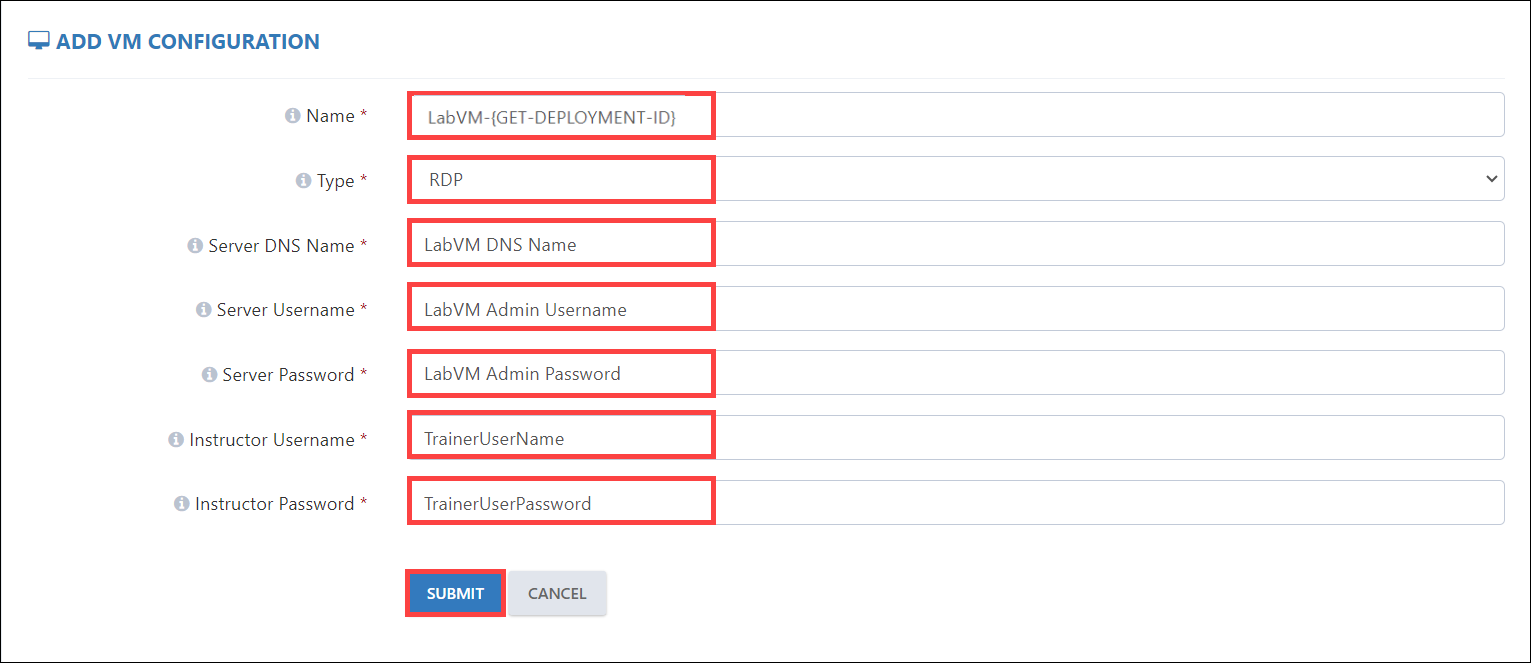 ADD VM CONFIGURATION
Name * LabVM-{GET-DEPLOYMENT-ID}
Type * RDP
Server DNS Name * LabVM DNS Name
Server Username * LabVM Admin Username
Server Password * LabVM Admin Password
Instructor Username * TrainerUserName
Instructor Password * TrainerUserPassword
SUBMIT CANCEL